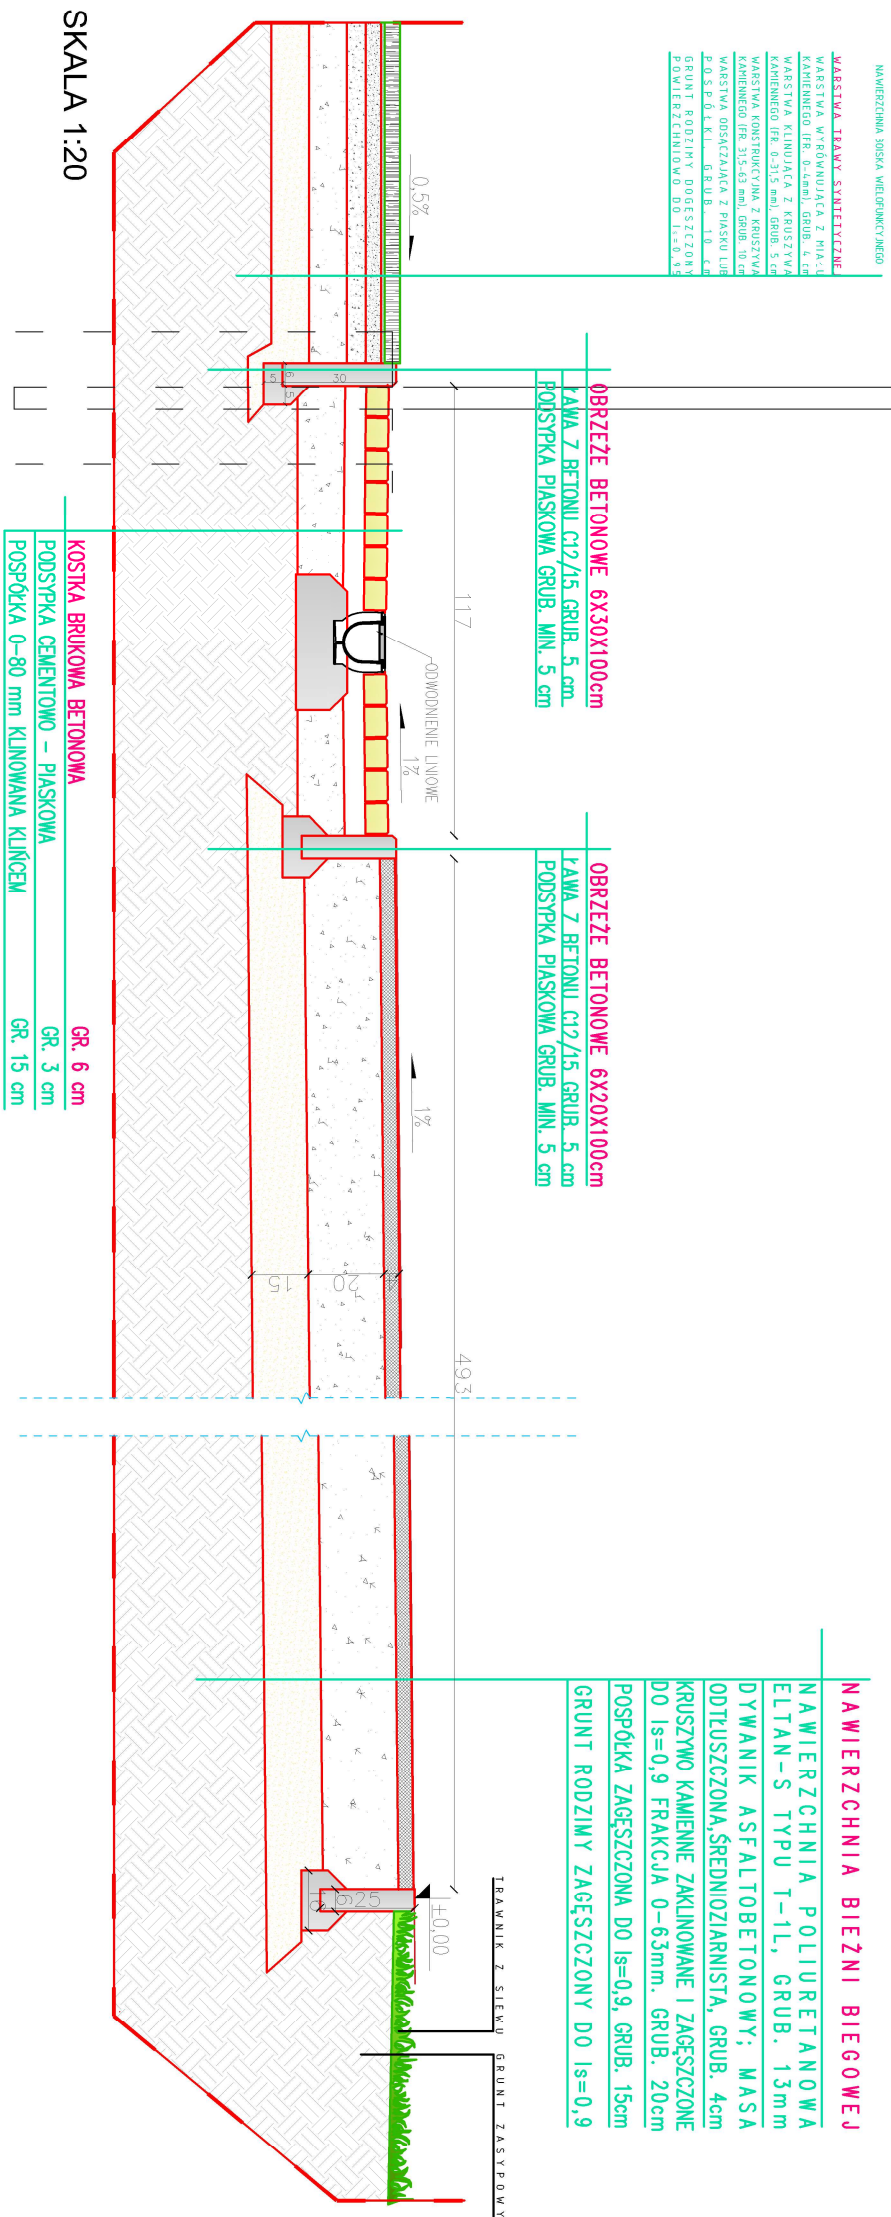 NAWIERZCHNIA BOISKA WIELOFUNKCYJNEGO
WARSTWA TRAWY SYNTETYCZNEJ
WARSTWA WYRÓWNUJĄCA Z MIAŁU
KAMIENNEGO (FR. 0-4mm), GRUB. 4 cm
WARSTWA KLINUJĄCA Z KRUSZYWA
KAMIENNEGO (FR. 0-31,5 mm), GRUB. 5 cm
WARSTWA KONSTRUKCYJNA Z KRUSZYWA
KAMIENNEGO (FR. 31,5-63 mm), GRUB. 10 cm
WARSTWA ODSĄCZAJĄCA Z PIASKU LUB
POSPÓŁKI, GRUB. 10 cm
GRUNT RODZIMY DOGĘSZCZONY
POWIERZCHNIOWO DO Is=0,95
OBRZEŻE BETONOWE 6X30X100cm
ŁAWA Z BETONU C12/15 GRUB. 5 cm
PODSYPKA PIASKOWA GRUB. MIN. 5 cm
OBRZEŻE BETONOWE 6X20X100cm
ŁAWA Z BETONU C12/15 GRUB. 5 cm
PODSYPKA PIASKOWA GRUB. MIN. 5 cm
NAWIERZCHNIA BIEŻNI BIEGOWEJ
NAWIERZCHNIA POLIURETANOWA
ELTAN-S TYPU T-1L, GRUB. 13mm
DYWANIK ASFALTOBETONOWY; MASA
ODTŁUSZCZONA,ŚREDNIOZIARNISTA, GRUB. 4cm
KRUSZYWO KAMIENNE ZAKLINOWANE I ZAGĘSZCZONE
DO Is=0,9 FRAKCJA 0-63mm. GRUB. 20cm
POSPÓŁKA ZAGĘSZCZONA DO Is=0,9, GRUB. 15cm
GRUNT RODZIMY ZAGĘSZCZONY DO Is=0,9
TRAWNIK Z SIEWU
GRUNT ZASYPOWY
117
493
0,5%
ODWODNIENIE LINIOWE
1%
1%
±0,00
30
5
6
5
4
20
15
25
6
KOSTKA BRUKOWA BETONOWA GR. 6 cm
PODSYPKA CEMENTOWO - PIASKOWA GR. 3 cm
POSPÓŁKA 0-80 mm KLINOWANA KLIŃCEM GR. 15 cm
SKALA 1:20